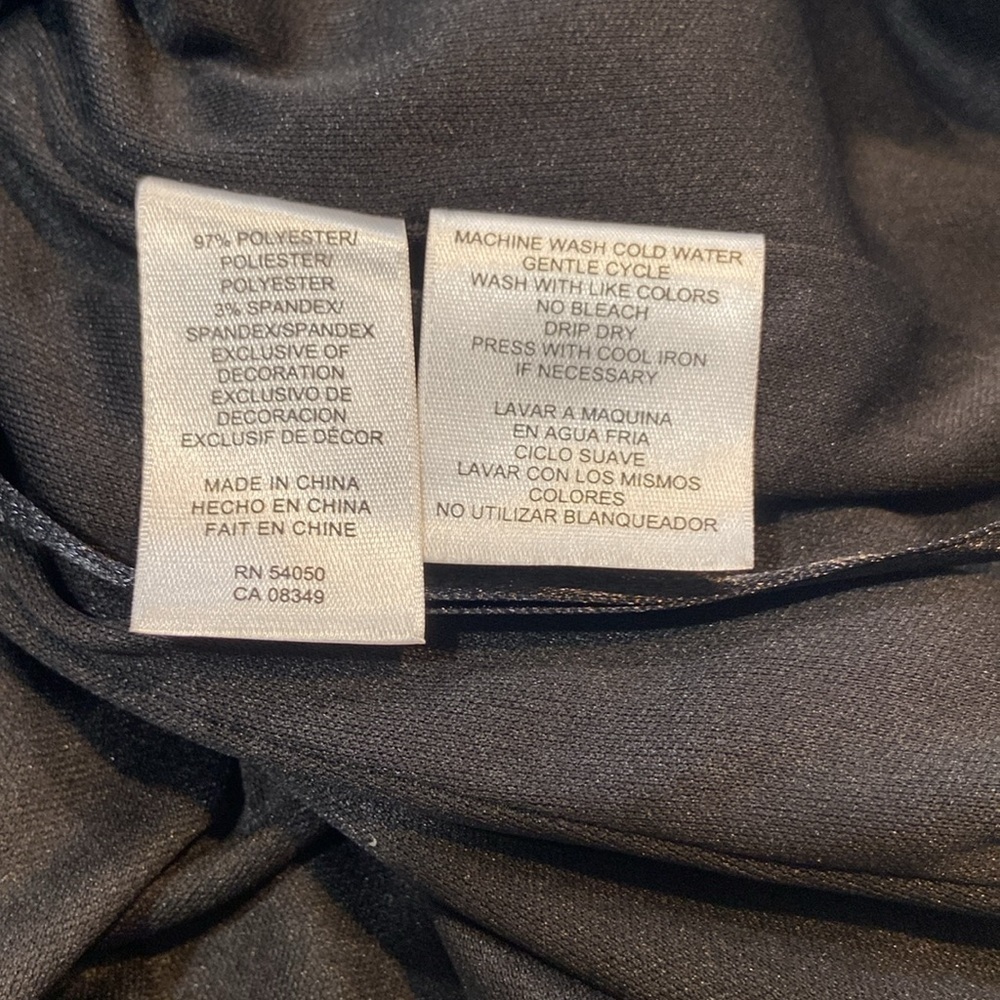 97% POLYESTER/
POLIESTER/
POLYESTER
3% SPANDEX/
SPANDEX/SPANDEX
EXCLUSIVE OF
DECORATION
EXCLUSIVO DE
DECORACION
EXCLUSIF DE DÉCOR
MADE IN CHINA
HECHO EN CHINA
FAIT EN CHINE
RN 54050
CA 08349
MACHINE WASH COLD WATER
GENTLE CYCLE
WASH WITH LIKE COLORS
NO BLEACH
DRIP DRY
PRESS WITH COOL IRON
IF NECESSARY
LAVAR A MAQUINA
EN AGUA FRIA
CICLO SUAVE
LAVAR CON LOS MISMOS
COLORES
NO UTILIZAR BLANQUEADOR